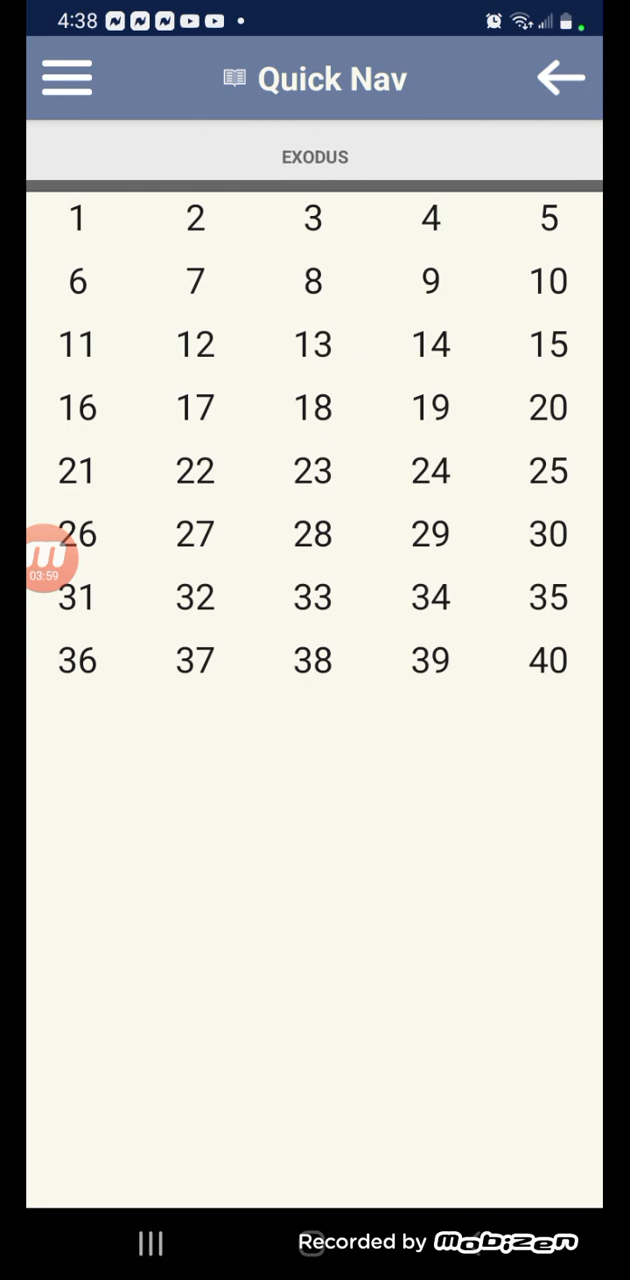 4:38
Quick Nav
EXODUS
1 2 3 4 5
6 7 8 9 10
11 12 13 14 15
16 17 18 19 20
21 22 23 24 25
26 27 28 29 30
03:59
31 32 33 34 35
36 37 38 39 40
Recorded by mobizen